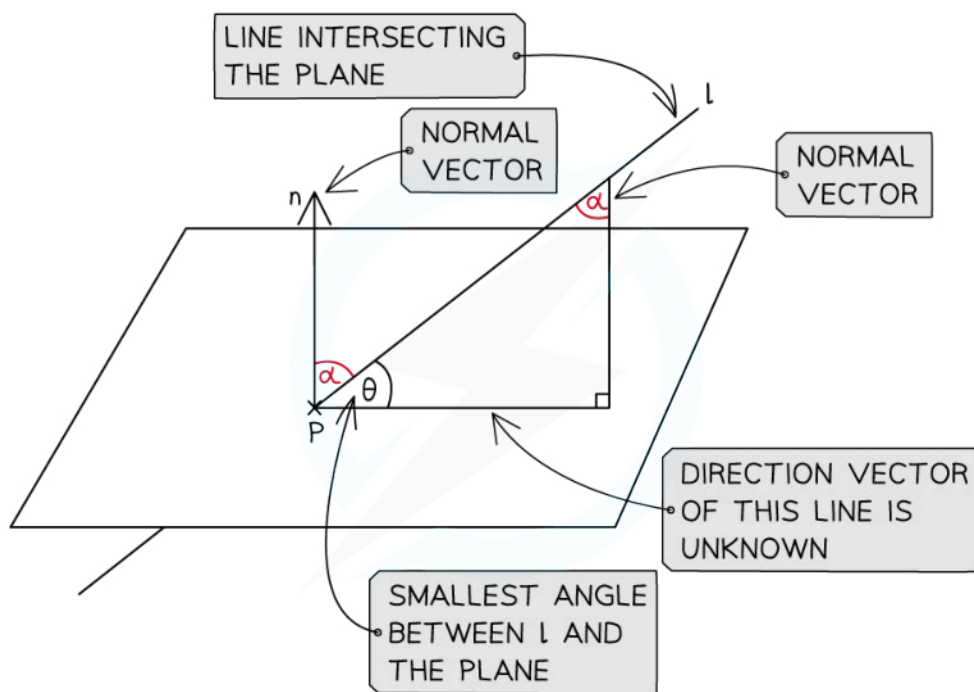 LINE INTERSECTING
THE PLANE
l
NORMAL
VECTOR
NORMAL
VECTOR
n
α
α
θ
P
DIRECTION VECTOR
OF THIS LINE IS
UNKNOWN
SMALLEST ANGLE
BETWEEN l AND
THE PLANE